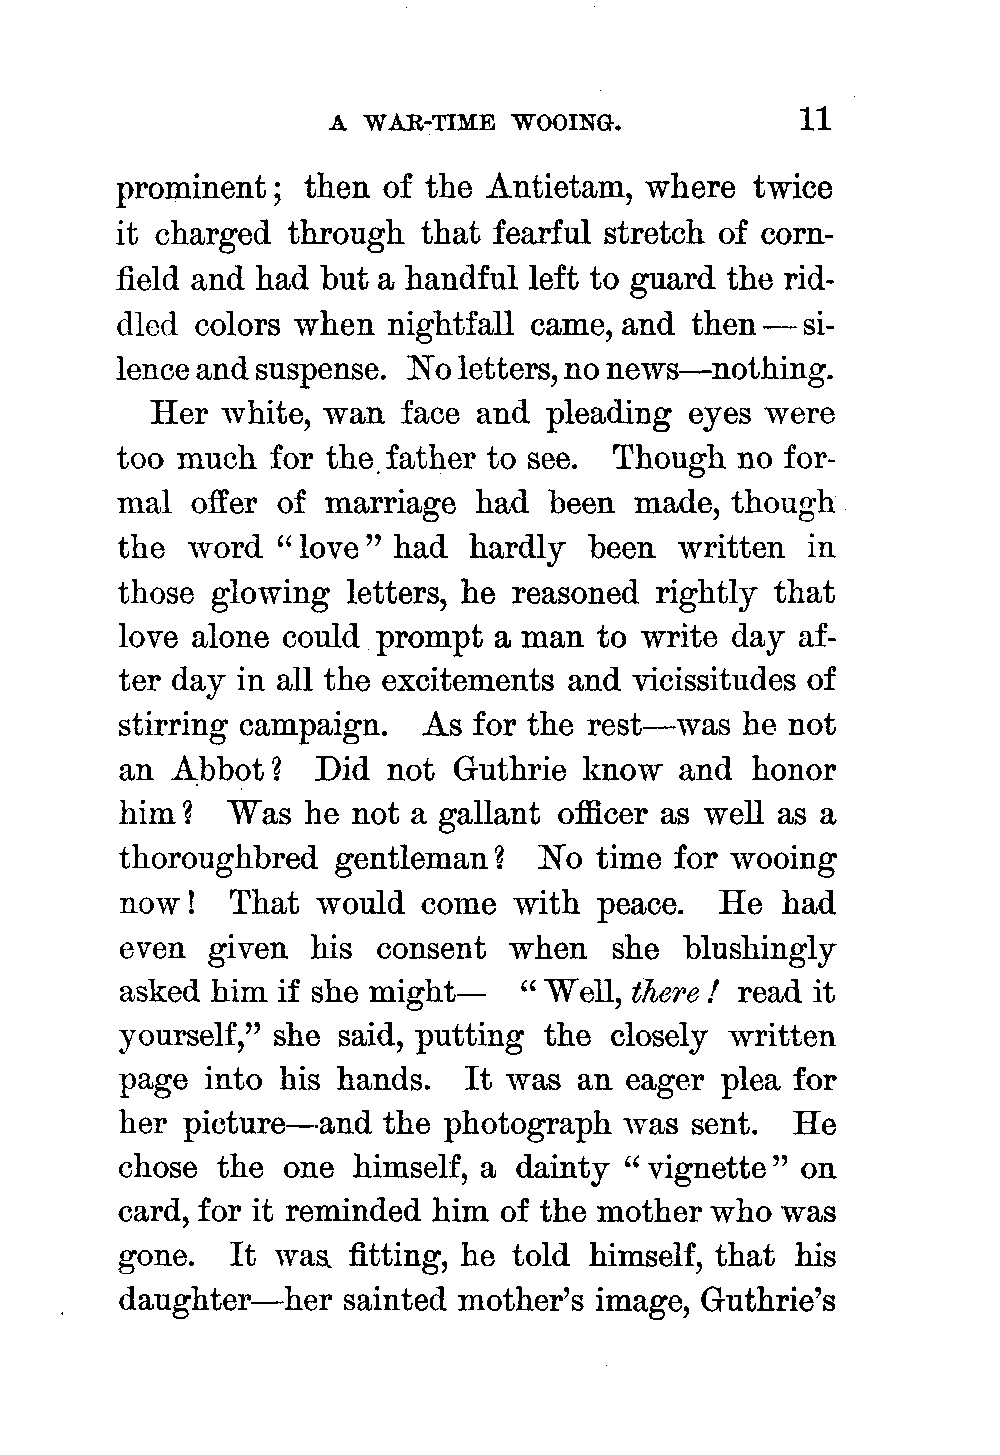 A WAR-TIME WOOING. 11
prominent; then of the Antietam, where twice
it charged through that fearful stretch of corn-
field and had but a handful left to guard the rid-
dled colors when nightfall came, and then — si-
lence and suspense. No letters, no news—nothing.
Her white, wan face and pleading eyes were
too much for the father to see. Though no for-
mal offer of marriage had been made, though
the word “love” had hardly been written in
those glowing letters, he reasoned rightly that
love alone could prompt a man to write day af-
ter day in all the excitements and vicissitudes of
stirring campaign. As for the rest—was he not
an Abbot? Did not Guthrie know and honor
him? Was he not a gallant officer as well as a
thoroughbred gentleman? No time for wooing
now! That would come with peace. He had
even given his consent when she blushingly
asked him if she might— “Well, there! read it
yourself,” she said, putting the closely written
page into his hands. It was an eager plea for
her picture—and the photograph was sent. He
chose the one himself, a dainty “vignette” on
card, for it reminded him of the mother who was
gone. It was fitting, he told himself, that his
daughter—her sainted mother’s image, Guthrie’s